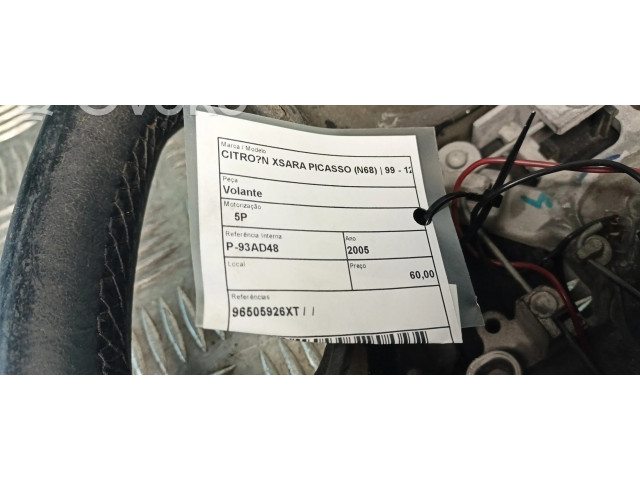 Marca / Modelo
CITRO?N XSARA PICASSO (N68) | 99 - 12
Peça
Volante
Motorização
5P
Referência Interna Ano
P-93AD48 2005
Local Preço
60,00
Referências
96505926XT / /